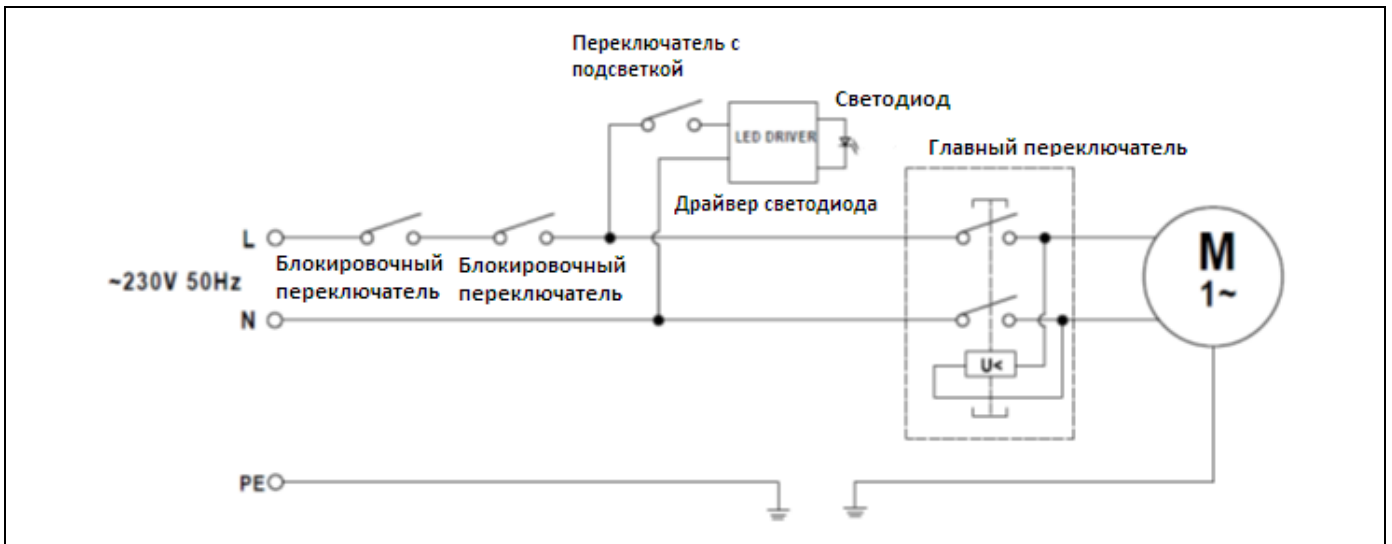 Переключатель с
подсветкой
Светодиод
LED DRIVER
Главный переключатель
Драйвер светодиода
L
Блокировочный
переключатель
Блокировочный
переключатель
~230V 50Hz
N
M
1~
U<
PE